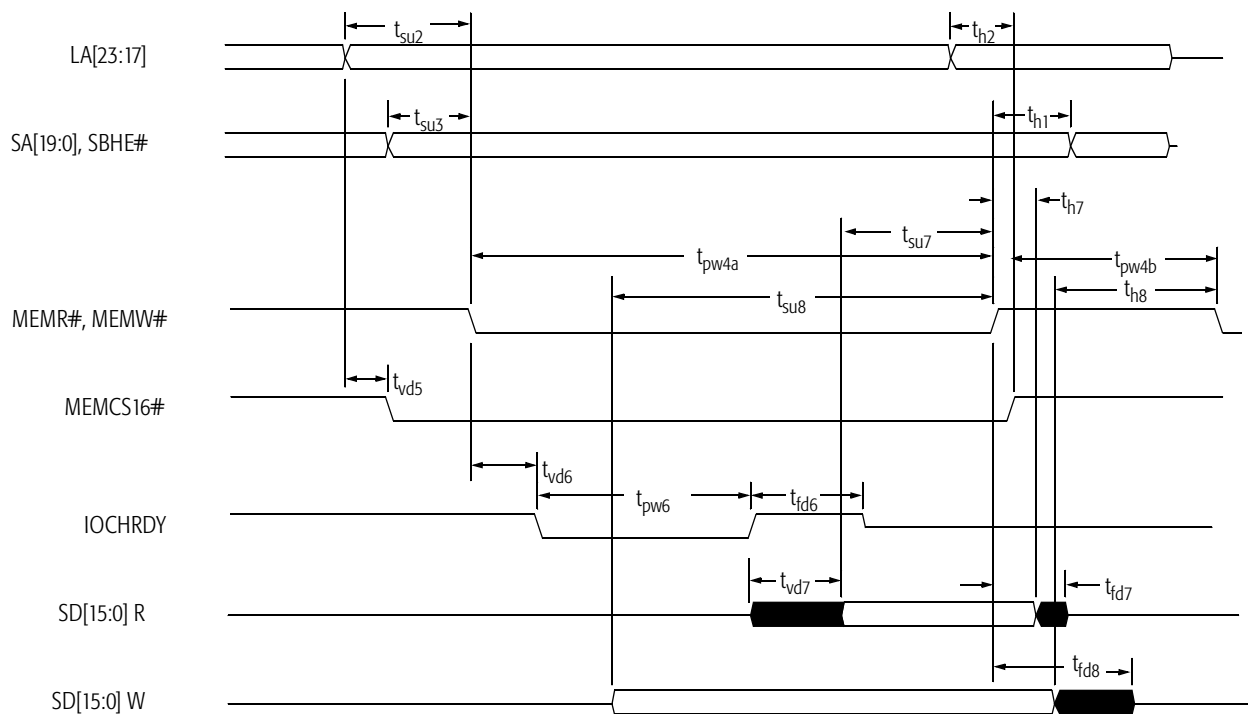 t_su2
t_h2
LA[23:17]
t_su3
t_h1
SA[19:0], SBHE#
t_h7
t_su7
t_pw4a
t_pw4b
t_su8
t_h8
MEMR#, MEMW#
t_vd5
MEMCS16#
t_vd6
t_pw6
t_fd6
IOCHRDY
t_vd7
t_fd7
SD[15:0] R
t_fd8
SD[15:0] W